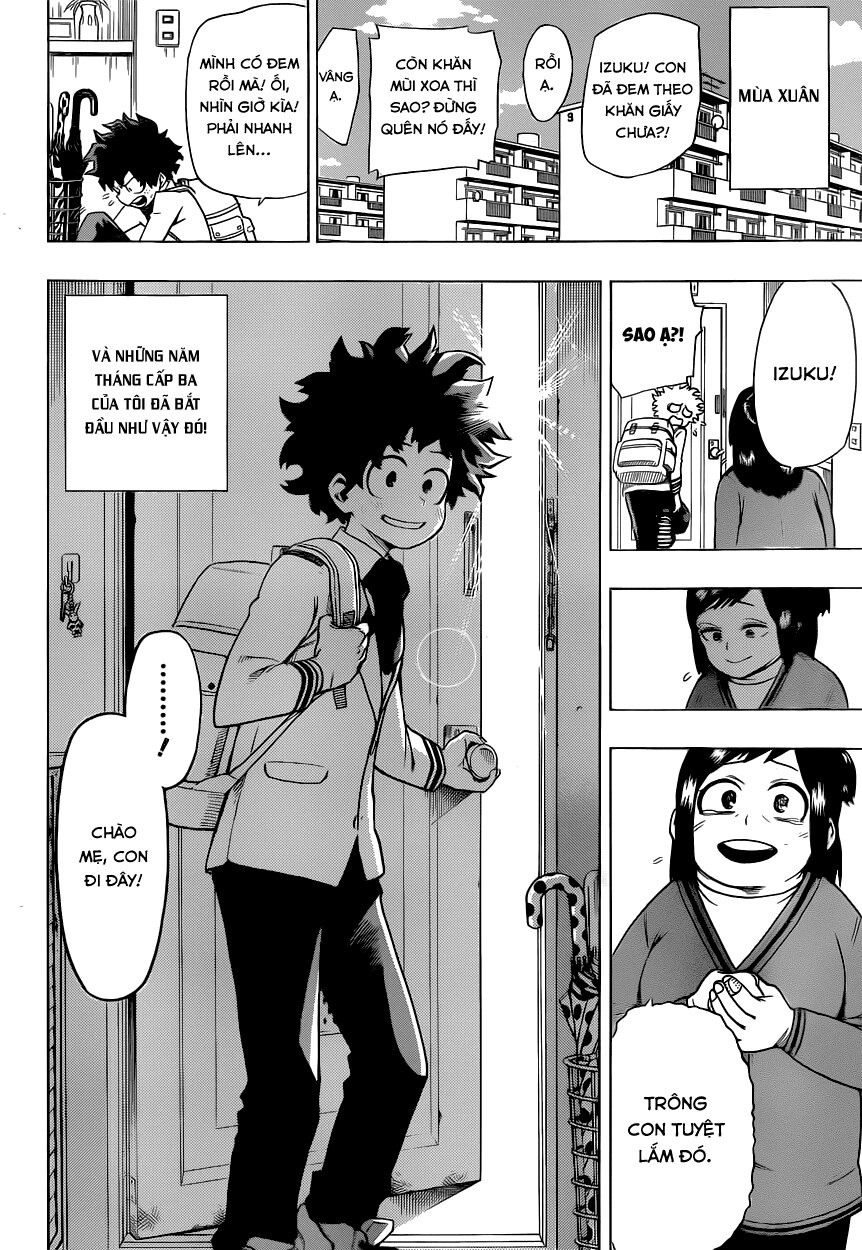 MÙA XUÂN
IZUKU! CON
ĐÃ ĐEM THEO
KHĂN GIẤY
CHƯA?!
RỒI
Ạ.
CÒN KHĂN
MÙI XOA THÌ
SAO? ĐỪNG
QUÊN NÓ ĐẤY!
VÂNG
Ạ.
MÌNH CÓ ĐEM
RỒI MÀ! ỐI,
NHÌN GIỜ KÌA!
PHẢI NHANH
LÊN...
IZUKU!
SAO Ạ?!
TRÔNG
CON TUYỆT
LẮM ĐÓ.
VÀ NHỮNG NĂM
THÁNG CẤP BA
CỦA TÔI ĐÃ BẮT
ĐẦU NHƯ VẬY ĐÓ!
.........!
CHÀO
MẸ, CON
ĐI ĐÂY!